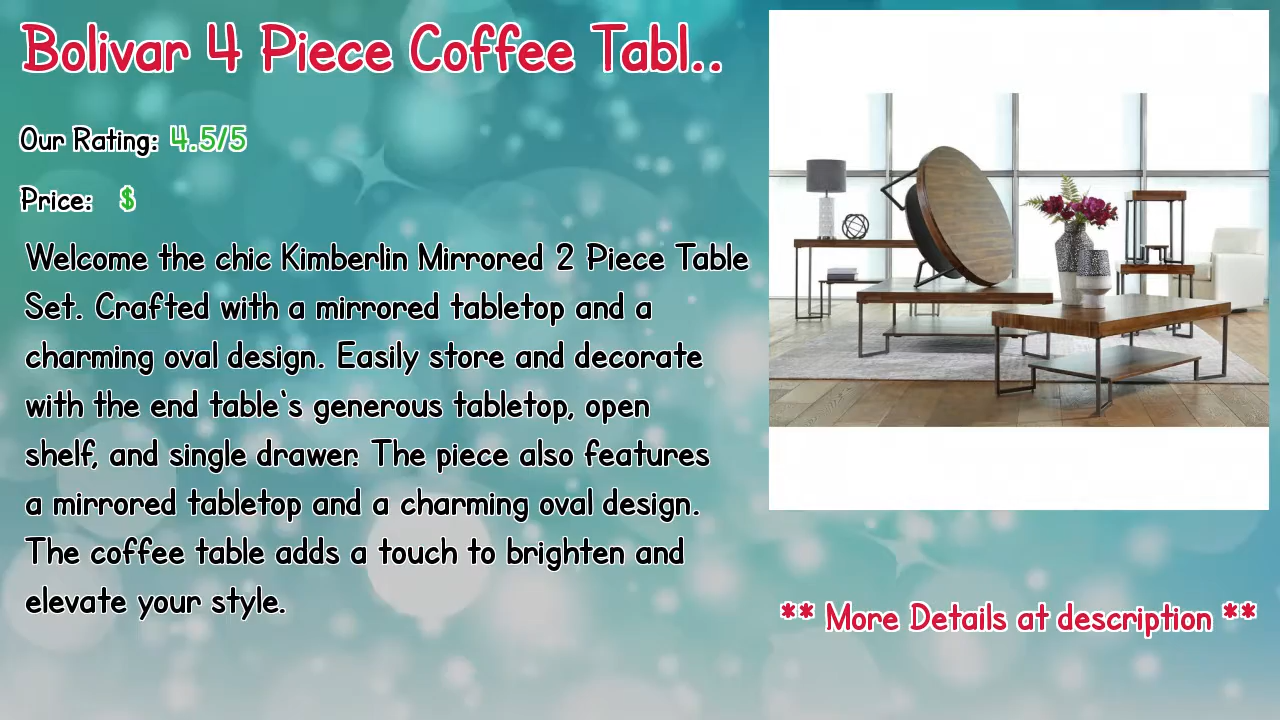 Bolivar 4 Piece Coffee Tabl..
Our Rating: 4.5/5
Price: $
Welcome the chic Kimberlin Mirrored 2 Piece Table
Set. Crafted with a mirrored tabletop and a
charming oval design. Easily store and decorate
with the end table`s generous tabletop, open
shelf, and single drawer. The piece also features
a mirrored tabletop and a charming oval design.
The coffee table adds a touch to brighten and
elevate your style.
** More Details at description **